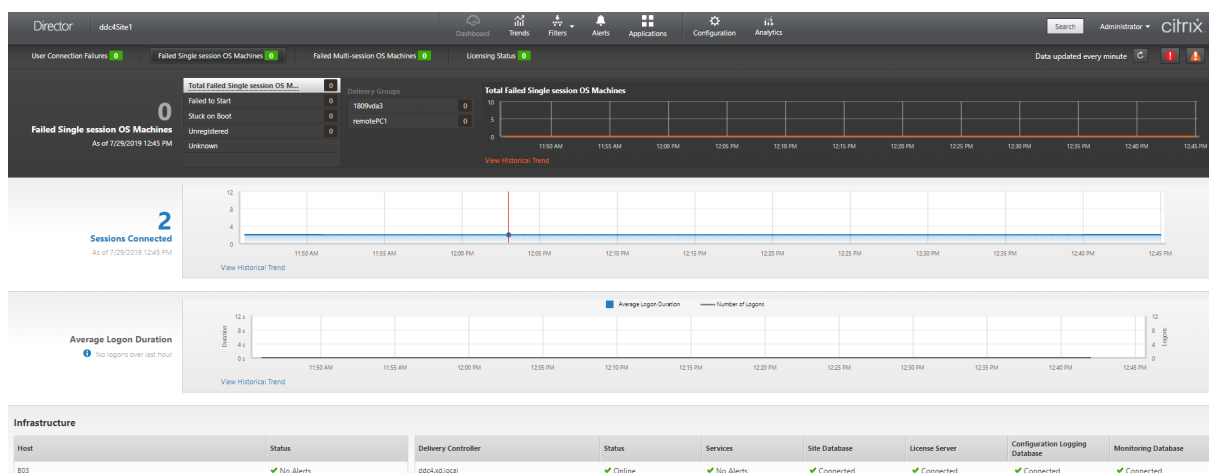 Director ddc4Site1 Dashboard Trends Filters Alerts Applications Configuration Analytics Search Administrator citrix
User Connection Failures 0 Failed Single session OS Machines 0 Failed Multi-session OS Machines 0 Licensing Status 0 Data updated every minute
0
Failed Single session OS Machines
As of 7/29/2019 12:45 PM
Total Failed Single session OS M... 0
Failed to Start 0
Stuck on Boot 0
Unregistered 0
Unknown
Delivery Groups
1809vda3 0
remotePC1 0
Total Failed Single session OS Machines
10
5
0
11:50 AM 11:55 AM 12:00 PM 12:05 PM 12:10 PM 12:15 PM 12:20 PM 12:25 PM 12:30 PM 12:35 PM 12:40 PM 12:45 PM
View Historical Trend
2
Sessions Connected
As of 7/29/2019 12:45 PM
12
8
4
0
11:50 AM 11:55 AM 12:00 PM 12:05 PM 12:10 PM 12:15 PM 12:20 PM 12:25 PM 12:30 PM 12:35 PM 12:40 PM 12:45 PM
View Historical Trend
Average Logon Duration
No logons over last hour
Average Logon Duration Number of Logons
Duration
12 s
8 s
4 s
0 s
12
8
4
0
Logons
11:50 AM 11:55 AM 12:00 PM 12:05 PM 12:10 PM 12:15 PM 12:20 PM 12:25 PM 12:30 PM 12:35 PM 12:40 PM 12:45 PM
View Historical Trend
Infrastructure
Host Status Delivery Controller Status Services Site Database License Server Configuration Logging Database Monitoring Database
B03 No Alerts ddc4.xd.local Online No Alerts Connected Connected Connected Connected